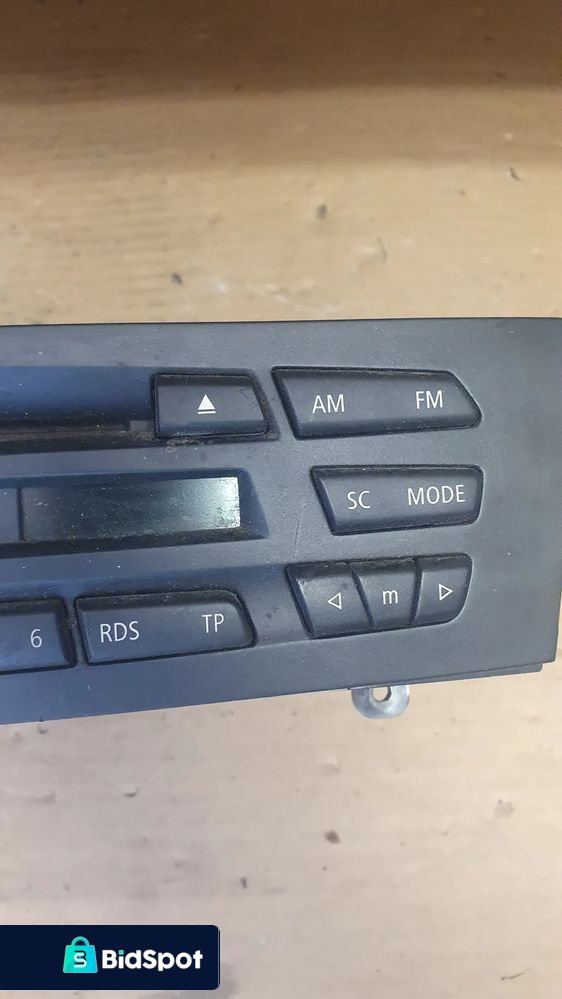 AM FM
SC MODE
m
6 RDS TP
BidSpot